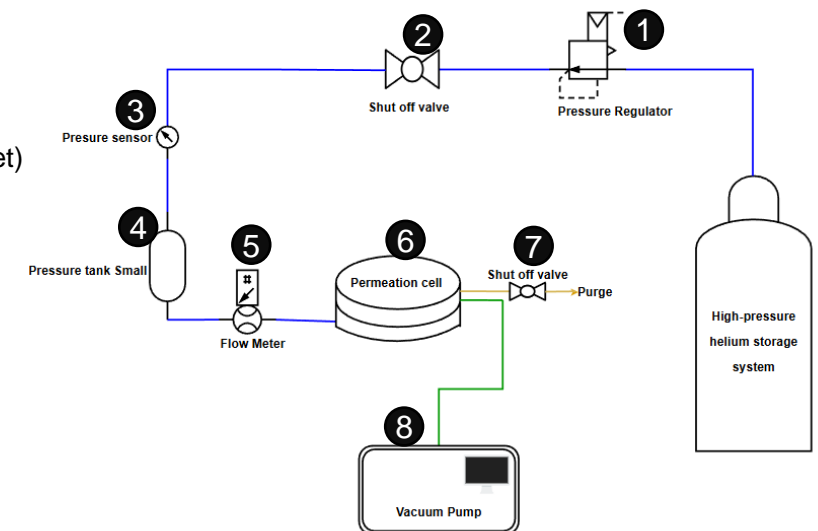 1
2
Shut off valve
Pressure Regulator
3
Presure sensor
et)
4
Pressure tank Small
5
#
Flow Meter
6
Permeation cell
7
Shut off valve
Purge
High-pressure
helium storage
system
8
Vacuum Pump